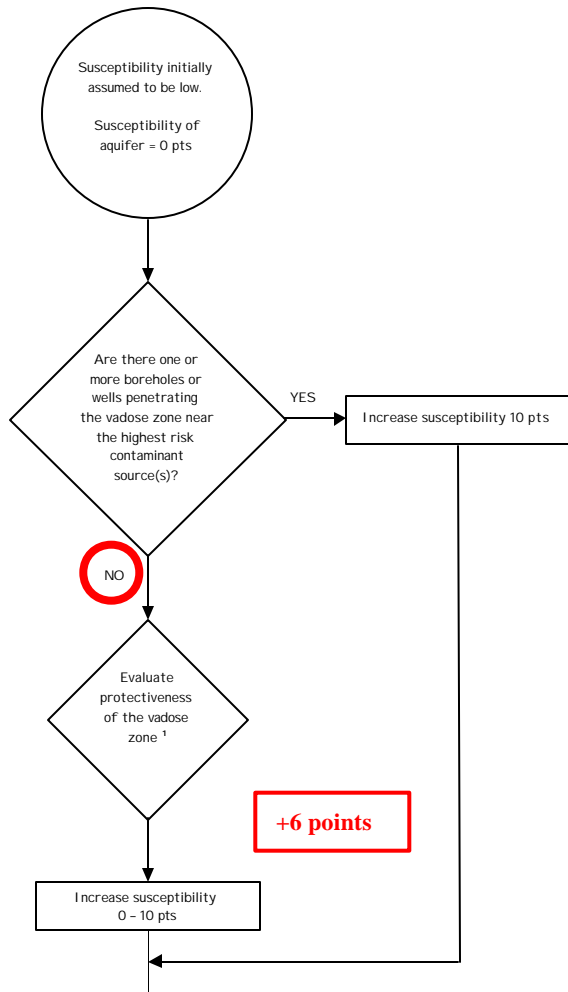 Susceptibility initially
assumed to be low.
Susceptibility of
aquifer = 0 pts
Are there one or
more boreholes or
wells penetrating
the vadose zone near
the highest risk
contaminant
source(s)?
YES
Increase susceptibility 10 pts
NO
Evaluate
protectiveness
of the vadose
zone ¹
+6 points
Increase susceptibility
0 – 10 pts